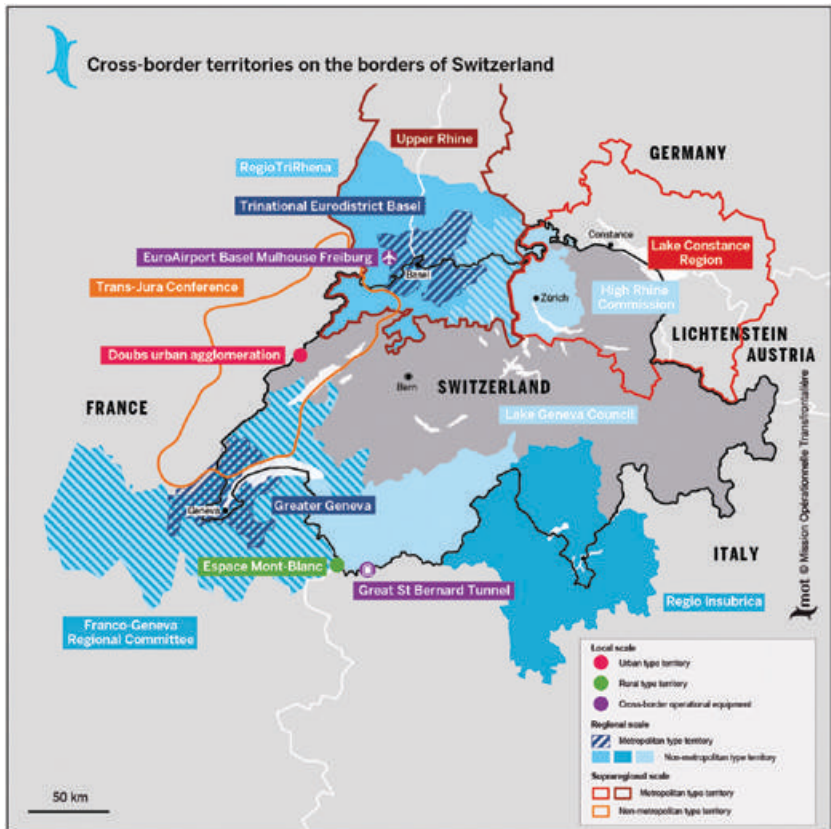 Cross-border territories on the borders of Switzerland
Upper Rhine
GERMANY
RegioTriRhena
Trinational Eurodistrict Basel
Constance
EuroAirport Basel Mulhouse Freiburg
Lake Constance
Region
Basel
Trans-Jura Conference
Zürich
High Rhine
Commission
LICHTENSTEIN
Doubs urban agglomeration
AUSTRIA
Bern
SWITZERLAND
FRANCE
Lake Geneva Council
Geneva
Greater Geneva
ITALY
Espace Mont-Blanc
Great St Bernard Tunnel
Regio Insubrica
Franco-Geneva
Regional Committee
mot © Mission Opérationnelle Transfrontalière
Local scale
Urban type territory
Rural type territory
Cross-border operational equipment
Regional scale
Metropolitan type territory
Non-metropolitan type territory
Supraregional scale
Metropolitan type territory
Non-metropolitan type territory
50 km